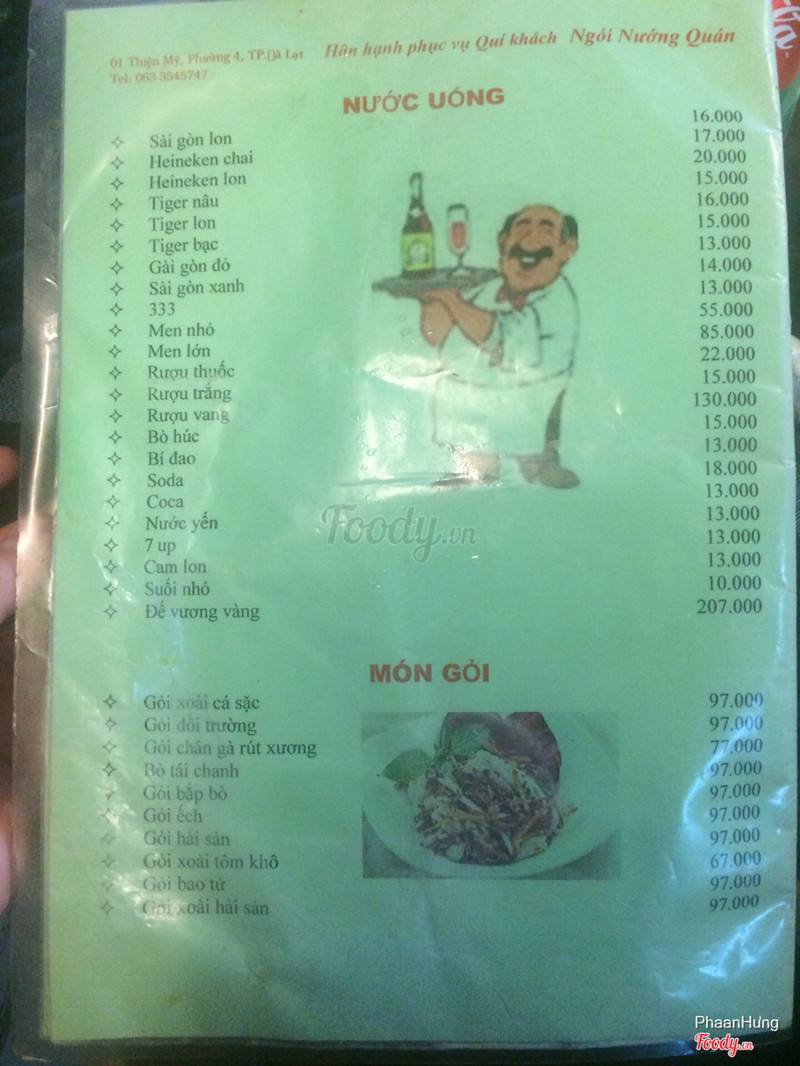 01 Thiện Mỹ, Phường 4, TP.▯à Lạt
Tel: 063 3545747
Hân hạnh phục vụ Quí khách Ngói Nướng Quán
NƯỚC UỐNG
Sài gòn lon 16.000
Heineken chai 17.000
Heineken lon 20.000
Tiger nâu 15.000
Tiger lon 16.000
Tiger bạc 15.000
Gài gòn đỏ 13.000
Sài gòn xanh 14.000
333 13.000
Men nhỏ 55.000
Men lớn 85.000
Rượu thuốc 22.000
Rượu trắng 15.000
Rượu vang 130.000
Bò húc 15.000
Bí đao 13.000
Soda 18.000
Coca 13.000
Nước yến 13.000
7 up 13.000
Cam lon 13.000
Suối nhỏ 10.000
Đế vương vàng 207.000
Foody.vn
MÓN GỎI
Gỏi xoài cá sặc 97.000
Gỏi dồi trường 97.000
Gỏi chân gà rút xương 77.000
Bò tái chanh 97.000
Gỏi bắp bò 97.000
Gỏi ếch 97.000
Gỏi hải sản 97.000
Gỏi xoài tôm khô 67.000
Gỏi bao tử 97.000
Gỏi xoài hải sản 97.000
PhaanHưng
Foody.vn